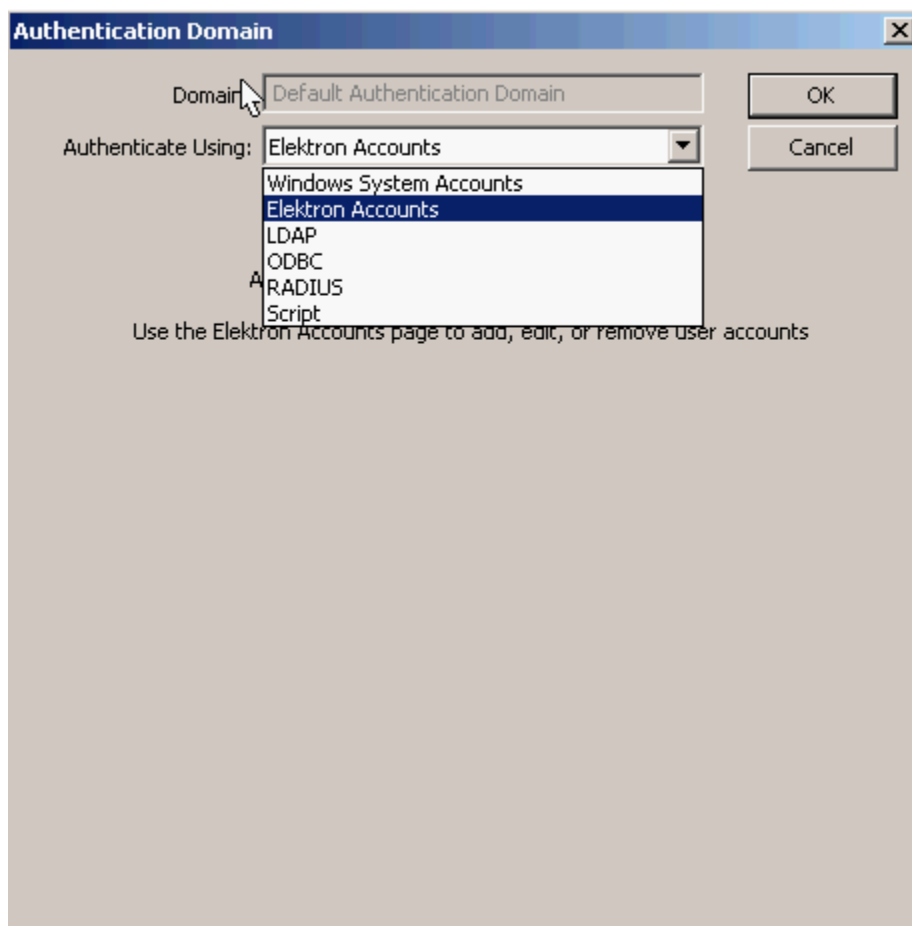 Authentication Domain
Domain Default Authentication Domain OK
Authenticate Using: Elektron Accounts Cancel
Windows System Accounts
Elektron Accounts
LDAP
ODBC
A RADIUS
Script
Use the Elektron Accounts page to add, edit, or remove user accounts